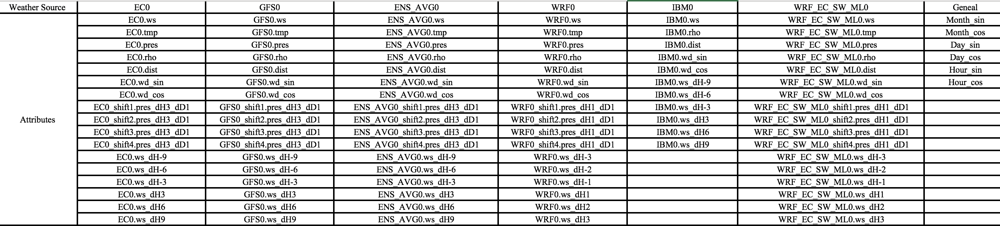 Weather Source EC0 GFS0 ENS_AVG0 WRF0 IBM0 WRF_EC_SW_ML0 Geneal
EC0.ws GFS0.ws ENS_AVG0.ws WRF0.ws IBM0.ws WRF_EC_SW_ML0.ws Month_sin
EC0.tmp GFS0.tmp ENS_AVG0.tmp WRF0.tmp IBM0.rho WRF_EC_SW_ML0.tmp Month_cos
EC0.pres GFS0.pres ENS_AVG0.pres WRF0.pres IBM0.dist WRF_EC_SW_ML0.pres Day_sin
EC0.rho GFS0.rho ENS_AVG0.rho WRF0.rho IBM0.wd_sin WRF_EC_SW_ML0.rho Day_cos
EC0.dist GFS0.dist ENS_AVG0.dist WRF0.dist IBM0.wd_cos WRF_EC_SW_ML0.dist Hour_sin
EC0.wd_sin GFS0.wd_sin ENS_AVG0.wd_sin WRF0.wd_sin IBM0.ws_dH-9 WRF_EC_SW_ML0.wd_sin Hour_cos
EC0.wd_cos GFS0.wd_cos ENS_AVG0.wd_cos WRF0.wd_cos IBM0.ws_dH-6 WRF_EC_SW_ML0.wd_cos
EC0_shift1.pres_dH3_dD1 GFS0_shift1.pres_dH3_dD1 ENS_AVG0_shift1.pres_dH3_dD1 WRF0_shift1.pres_dH1_dD1 IBM0.ws_dH-3 WRF_EC_SW_ML0_shift1.pres_dH1_dD1
Attributes EC0_shift2.pres_dH3_dD1 GFS0_shift2.pres_dH3_dD1 ENS_AVG0_shift2.pres_dH3_dD1 WRF0_shift2.pres_dH1_dD1 IBM0.ws_dH3 WRF_EC_SW_ML0_shift2.pres_dH1_dD1
EC0_shift3.pres_dH3_dD1 GFS0_shift3.pres_dH3_dD1 ENS_AVG0_shift3.pres_dH3_dD1 WRF0_shift3.pres_dH1_dD1 IBM0.ws_dH6 WRF_EC_SW_ML0_shift3.pres_dH1_dD1
EC0_shift4.pres_dH3_dD1 GFS0_shift4.pres_dH3_dD1 ENS_AVG0_shift4.pres_dH3_dD1 WRF0_shift4.pres_dH1_dD1 IBM0.ws_dH9 WRF_EC_SW_ML0_shift4.pres_dH1_dD1
EC0.ws_dH-9 GFS0.ws_dH-9 ENS_AVG0.ws_dH-9 WRF0.ws_dH-3 WRF_EC_SW_ML0.ws_dH-3
EC0.ws_dH-6 GFS0.ws_dH-6 ENS_AVG0.ws_dH-6 WRF0.ws_dH-2 WRF_EC_SW_ML0.ws_dH-2
EC0.ws_dH-3 GFS0.ws_dH-3 ENS_AVG0.ws_dH-3 WRF0.ws_dH-1 WRF_EC_SW_ML0.ws_dH-1
EC0.ws_dH3 GFS0.ws_dH3 ENS_AVG0.ws_dH3 WRF0.ws_dH1 WRF_EC_SW_ML0.ws_dH1
EC0.ws_dH6 GFS0.ws_dH6 ENS_AVG0.ws_dH6 WRF0.ws_dH2 WRF_EC_SW_ML0.ws_dH2
EC0.ws_dH9 GFS0.ws_dH9 ENS_AVG0.ws_dH9 WRF0.ws_dH3 WRF_EC_SW_ML0.ws_dH3